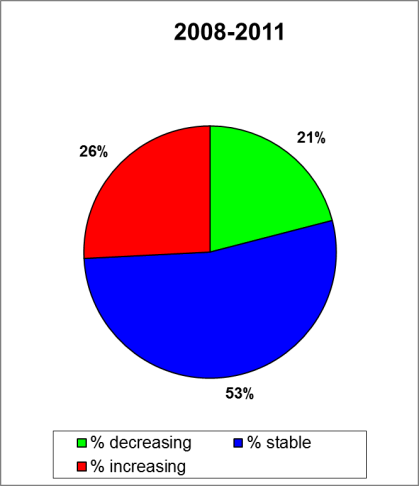 2008-2011
26%
21%
53%
% decreasing
% stable
% increasing